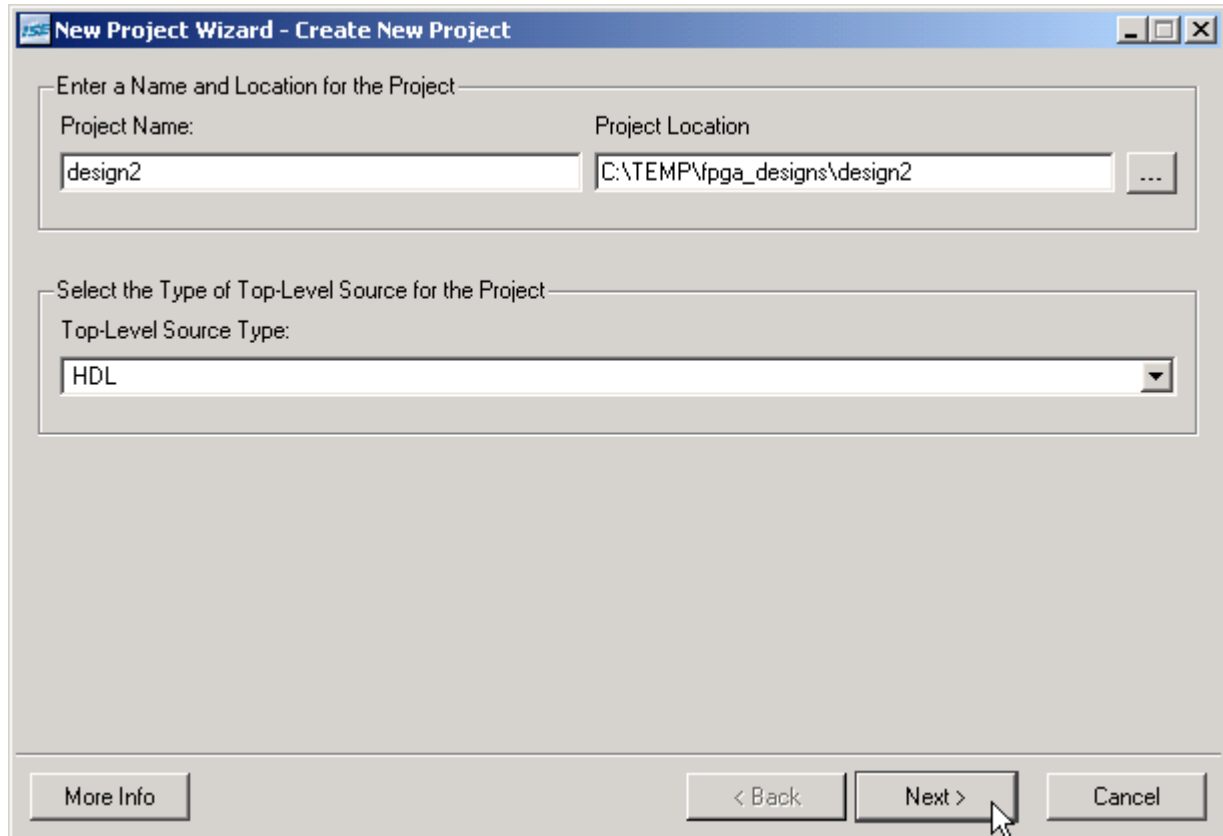 ISE New Project Wizard - Create New Project
Enter a Name and Location for the Project
Project Name:
Project Location
design2
C:\TEMP\fpga_designs\design2
...
Select the Type of Top-Level Source for the Project
Top-Level Source Type:
HDL
More Info
< Back
Next >
Cancel